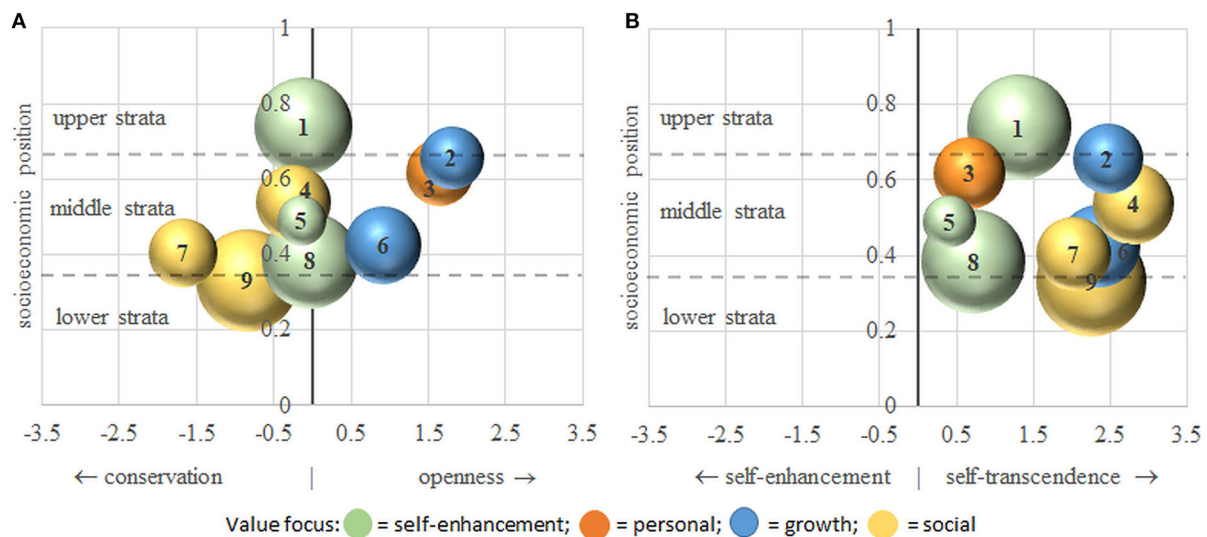 A
B
1
0.8
0.6
0.4
0.2
0
socioeconomic position
upper strata
middle strata
lower strata
1
2
3
4
5
6
7
8
9
-3.5 -2.5 -1.5 -0.5 0.5 1.5 2.5 3.5
← conservation | openness →
1
0.8
0.6
0.4
0.2
0
socioeconomic position
upper strata
middle strata
lower strata
1
2
3
4
5
6
7
8
9
-3.5 -2.5 -1.5 -0.5 0.5 1.5 2.5 3.5
← self-enhancement | self-transcendence →
Value focus: = self-enhancement; = personal; = growth; = social